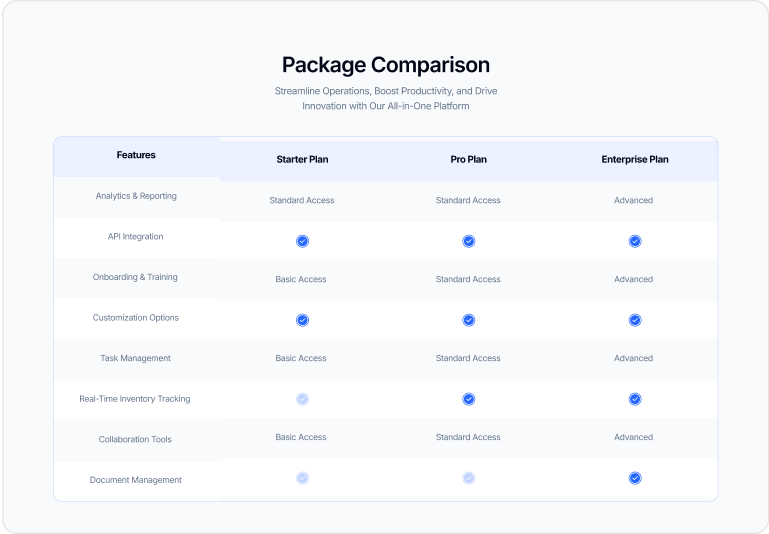 Package Comparison
Streamline Operations, Boost Productivity, and Drive
Innovation with Our All-in-One Platform
Features Starter Plan Pro Plan Enterprise Plan
Analytics & Reporting Standard Access Standard Access Advanced
API Integration
Onboarding & Training Basic Access Standard Access Advanced
Customization Options
Task Management Basic Access Standard Access Advanced
Real-Time Inventory Tracking
Collaboration Tools Basic Access Standard Access Advanced
Document Management